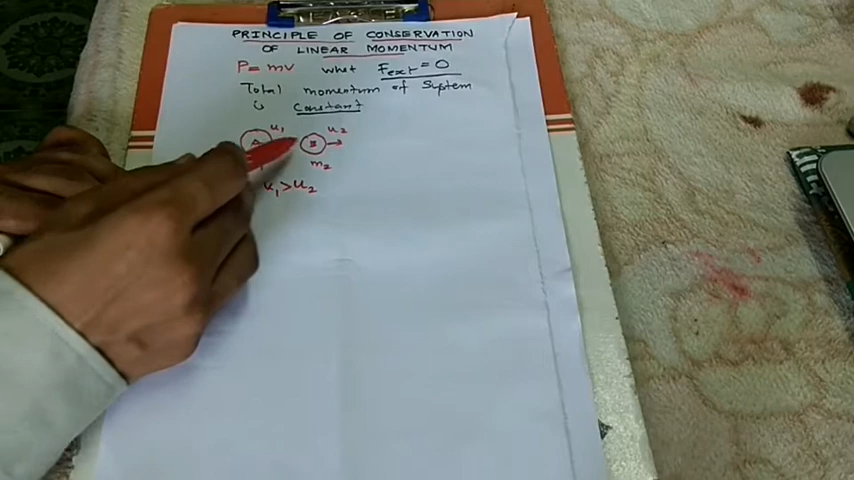 PRINCIPLE OF CONSERVATION
OF LINEAR MOMENTUM
P = mv when Fext = 0
Total momentum of System
is constant
u₁ u₂
A B
m₂
u₁ > u₂